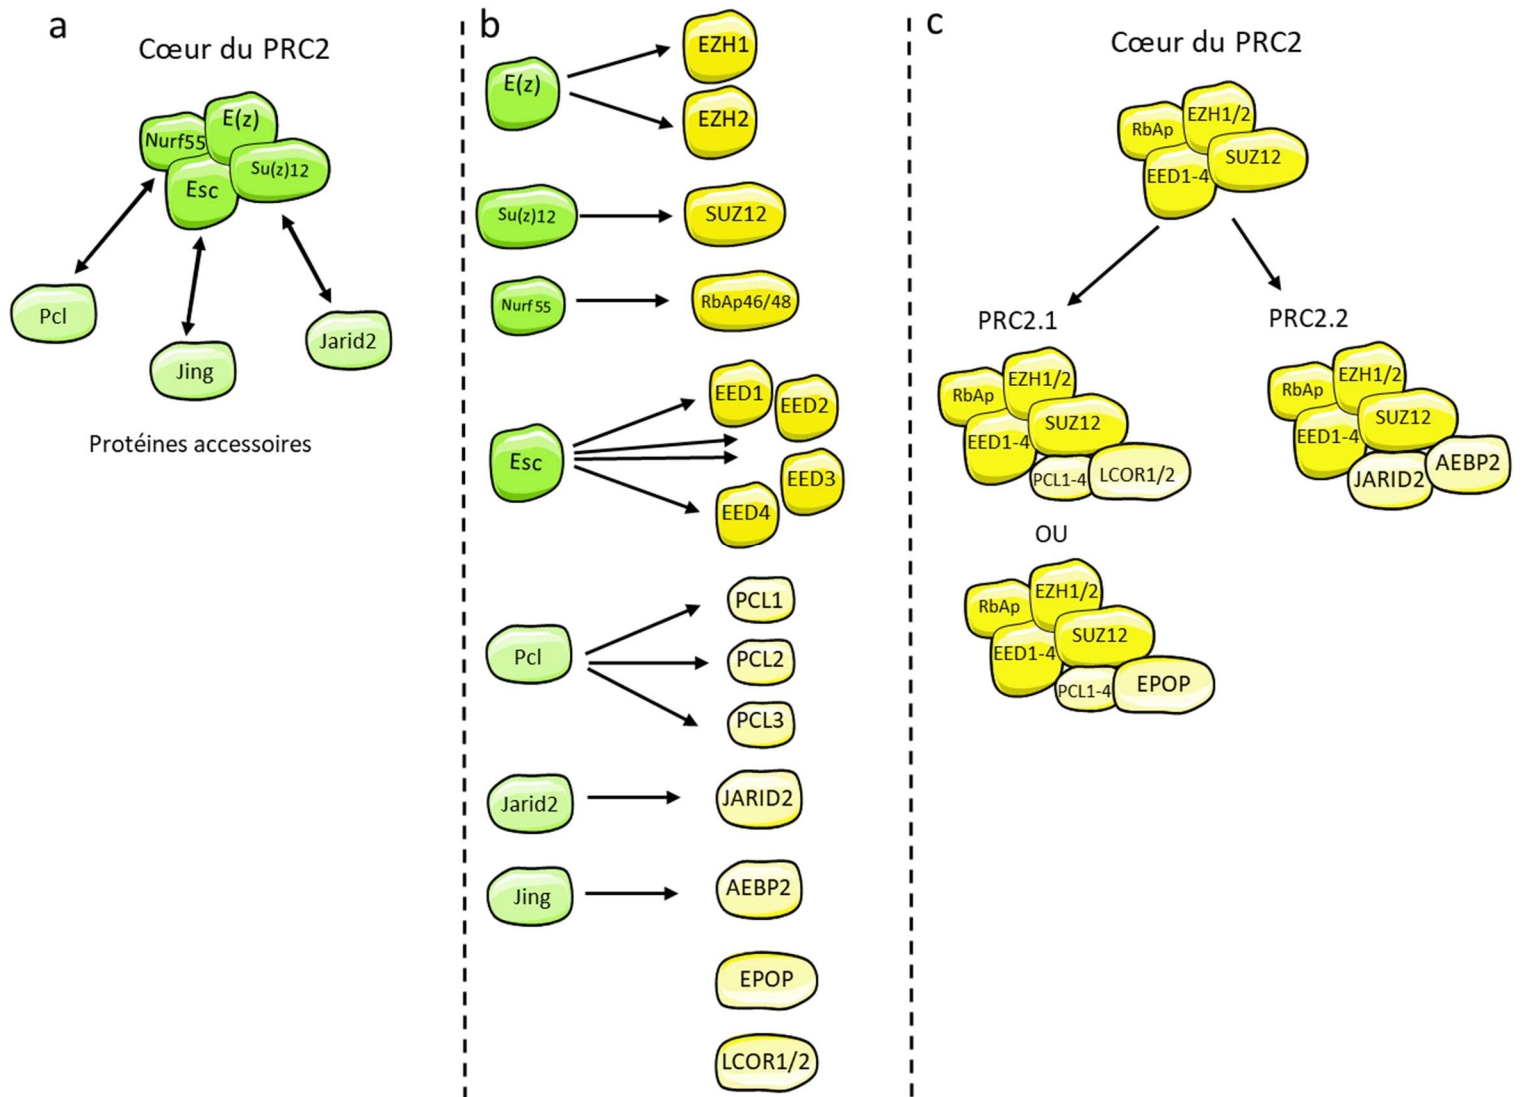 a
Cœur du PRC2
Nurf55
E(z)
Esc
Su(z)12
Pcl
Jing
Jarid2
Protéines accessoires
b
E(z)
EZH1
EZH2
Su(z)12
SUZ12
Nurf 55
RbAp46/48
Esc
EED1
EED2
EED3
EED4
Pcl
PCL1
PCL2
PCL3
Jarid2
JARID2
Jing
AEBP2
EPOP
LCOR1/2
c
Cœur du PRC2
RbAp
EZH1/2
EED1-4
SUZ12
PRC2.1
RbAp
EZH1/2
EED1-4
SUZ12
PCL1-4
LCOR1/2
OU
RbAp
EZH1/2
EED1-4
SUZ12
PCL1-4
EPOP
PRC2.2
RbAp
EZH1/2
EED1-4
SUZ12
JARID2
AEBP2